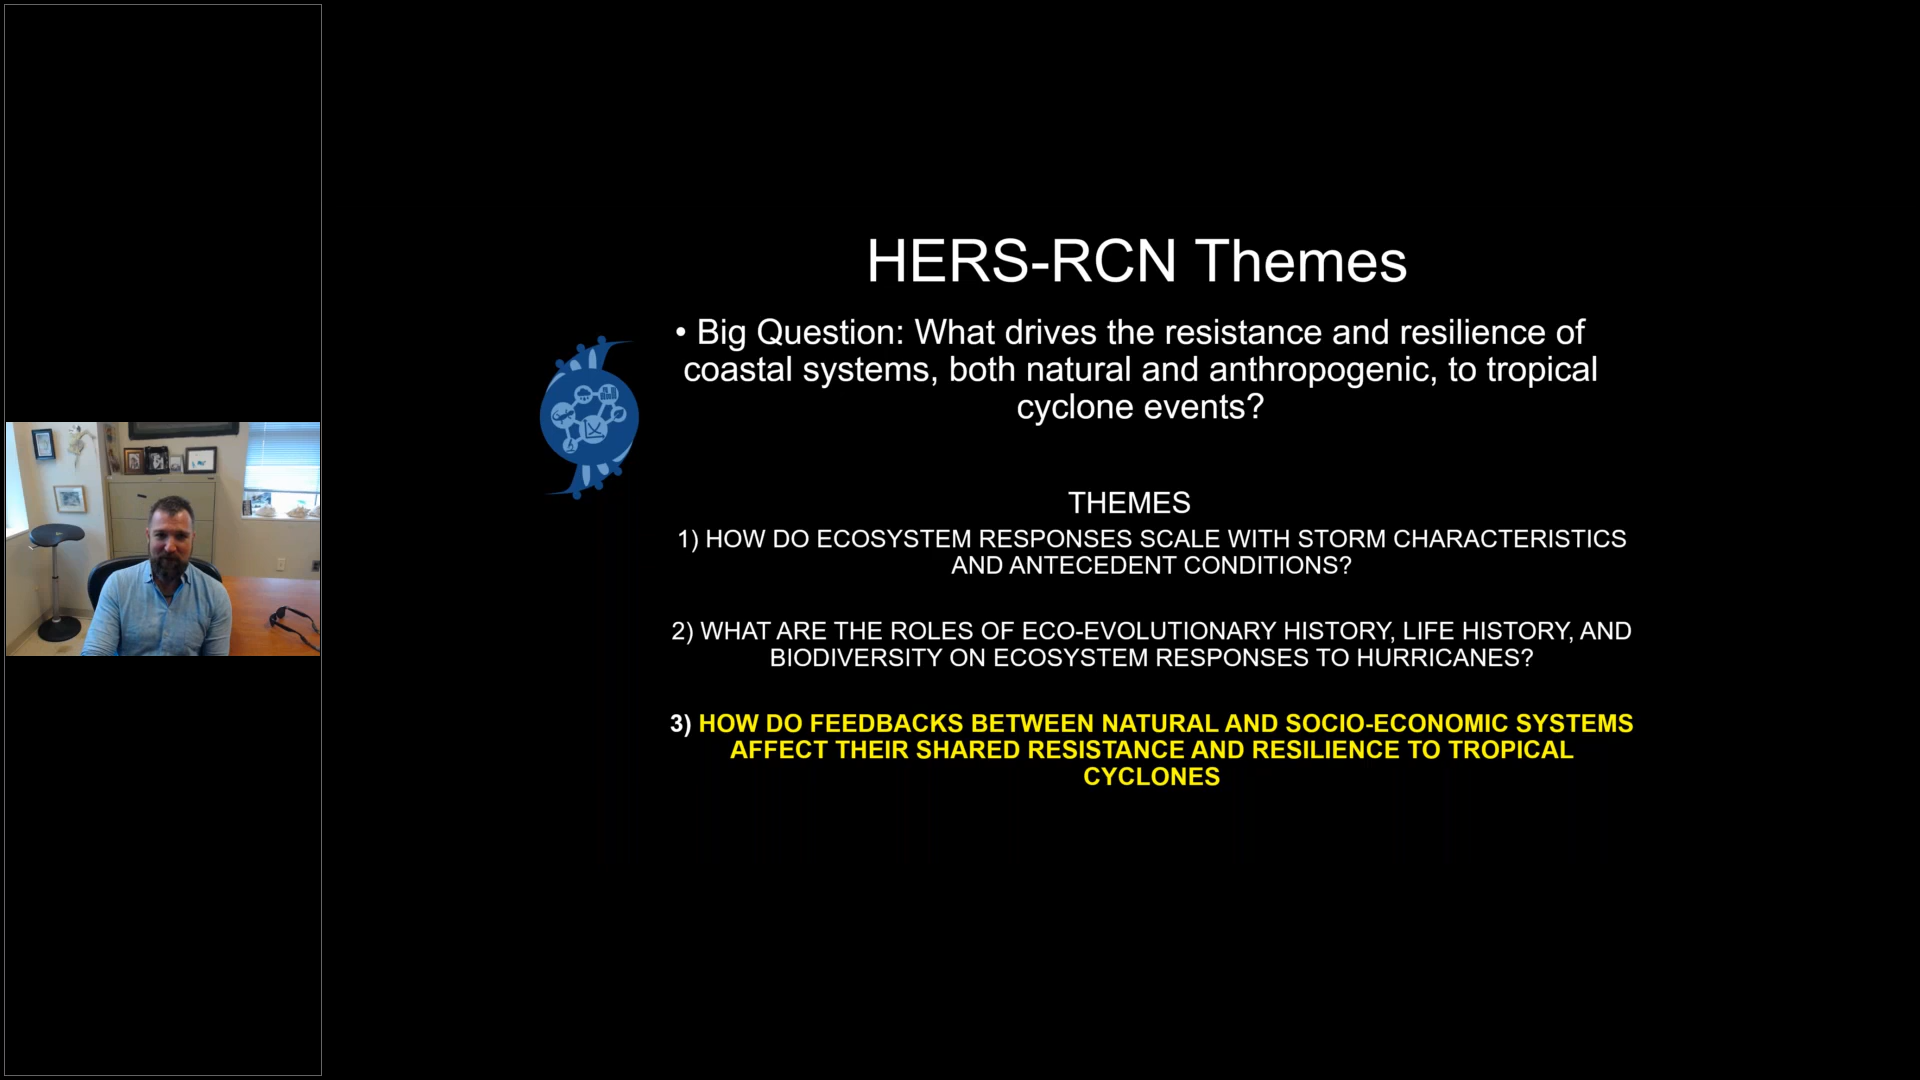 HERS-RCN Themes
• Big Question: What drives the resistance and resilience of
coastal systems, both natural and anthropogenic, to tropical
cyclone events?
THEMES
1) HOW DO ECOSYSTEM RESPONSES SCALE WITH STORM CHARACTERISTICS
AND ANTECEDENT CONDITIONS?
2) WHAT ARE THE ROLES OF ECO-EVOLUTIONARY HISTORY, LIFE HISTORY, AND
BIODIVERSITY ON ECOSYSTEM RESPONSES TO HURRICANES?
3) HOW DO FEEDBACKS BETWEEN NATURAL AND SOCIO-ECONOMIC SYSTEMS
AFFECT THEIR SHARED RESISTANCE AND RESILIENCE TO TROPICAL
CYCLONES